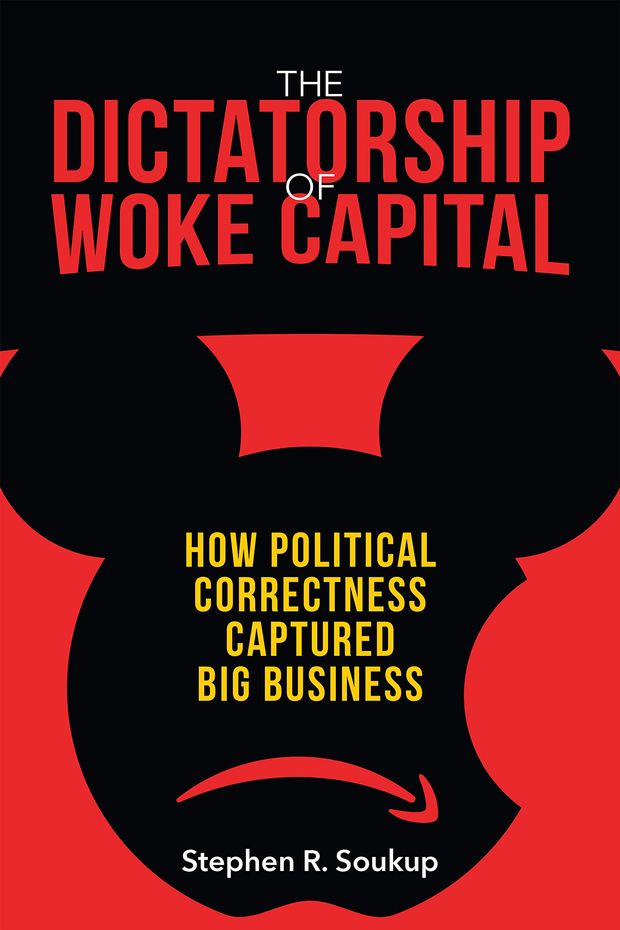 THE
DICTATORSHIP
OF
WOKE CAPITAL
HOW POLITICAL
CORRECTNESS
CAPTURED
BIG BUSINESS
Stephen R. Soukup